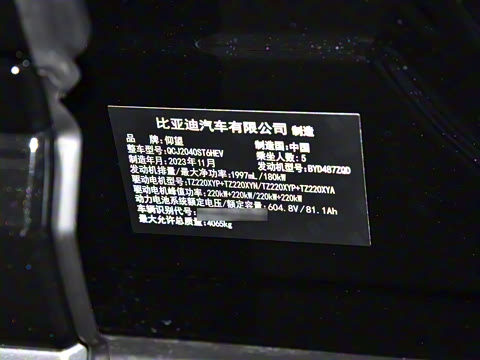 比亚迪汽车有限公司 制造
品　牌:仰望 制造国:中国
整车型号:QCJ2040ST6HEV 乘坐人数:5
制造年月:2023年11月 发动机型号:BYD487ZQD
发动机排量/最大净功率:1997mL/180kW
驱动电机型号:TZ220XYP+TZ220XYN/TZ220XYP+TZ220XYA
驱动电机峰值功率:220kW+220kW/220kW+220kW
动力电池系统额定电压/额定容量:604.8V/81.1Ah
车辆识别代号:
最大允许总质量:4065kg